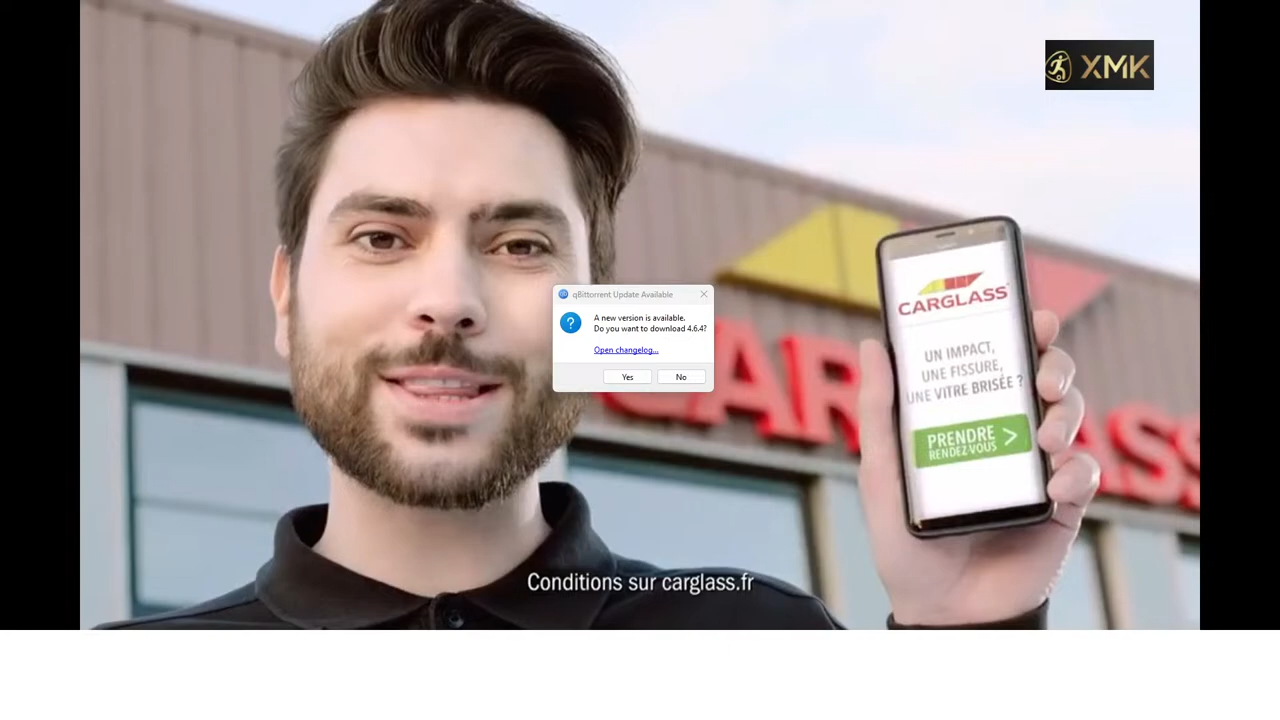 XMK
qBittorrent Update Available
A new version is available.
Do you want to download 4.6.4?
Open changelog...
Yes
No
CARGLASS
UN IMPACT,
UNE FISSURE,
UNE VITRE BRISÉE ?
PRENDRE
RENDEZ-VOUS
Conditions sur carglass.fr